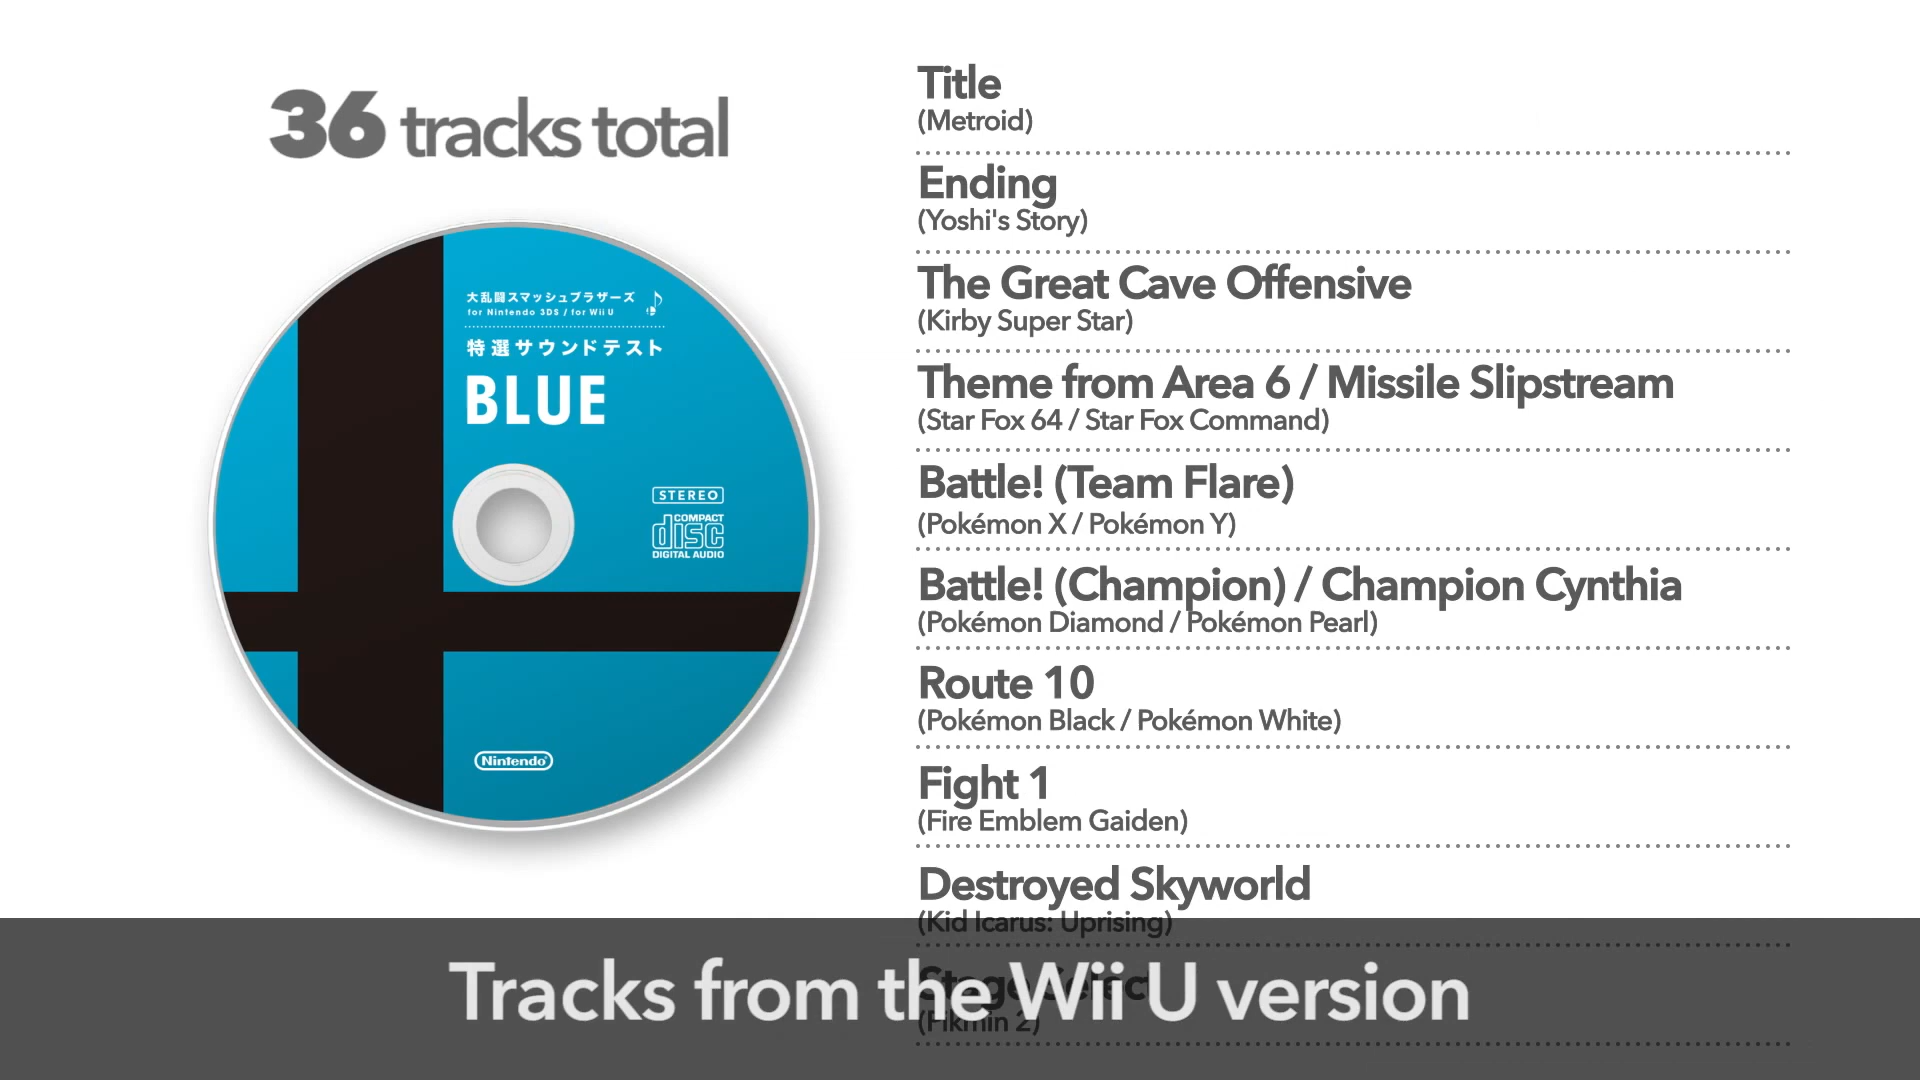 36 tracks total
大乱闘スマッシュブラザーズ
for Nintendo 3DS / for Wii U
特選サウンドテスト
BLUE
STEREO
COMPACT
disc
DIGITAL AUDIO
Nintendo
Title
(Metroid)
Ending
(Yoshi's Story)
The Great Cave Offensive
(Kirby Super Star)
Theme from Area 6 / Missile Slipstream
(Star Fox 64 / Star Fox Command)
Battle! (Team Flare)
(Pokémon X / Pokémon Y)
Battle! (Champion) / Champion Cynthia
(Pokémon Diamond / Pokémon Pearl)
Route 10
(Pokémon Black / Pokémon White)
Fight 1
(Fire Emblem Gaiden)
Destroyed Skyworld
(Kid Icarus: Uprising)
Stage Select
(Pikmin 2)
Tracks from the Wii U version